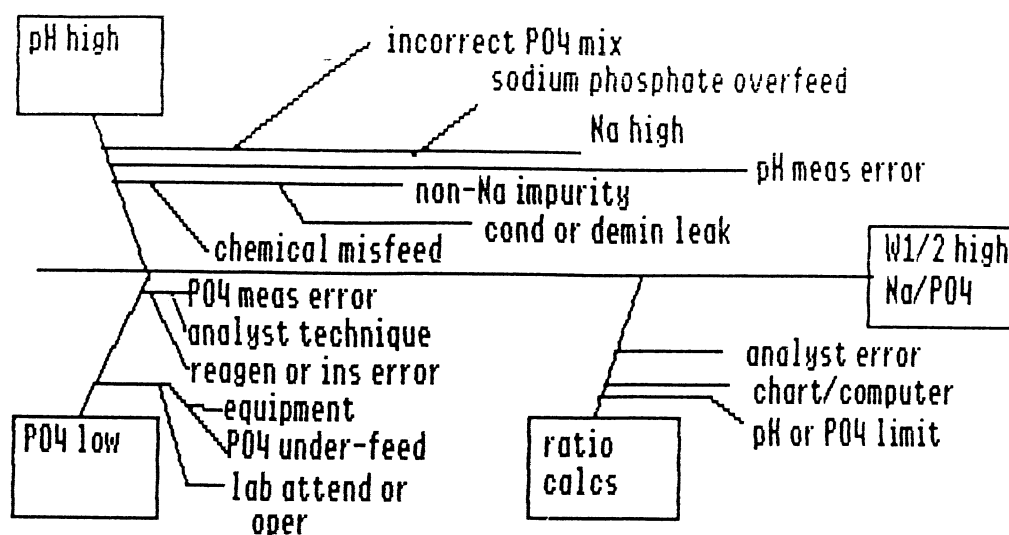 pH high
incorrect PO4 mix
sodium phosphate overfeed
Na high
pH meas error
non-Na impurity
cond or demin leak
chemical misfeed
W1/2 high
Na/PO4
PO4 meas error
analyst technique
reagen or ins error
equipment
PO4 under-feed
lab attend or
oper
PO4 low
analyst error
chart/computer
pH or PO4 limit
ratio
calcs